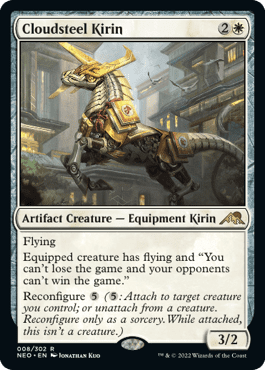 Cloudsteel Kirin 2
Artifact Creature — Equipment Kirin
Flying
Equipped creature has flying and “You
can’t lose the game and your opponents
can’t win the game.”
Reconfigure 5 (5: Attach to target creature
you control; or unattach from a creature.
Reconfigure only as a sorcery. While attached,
this isn’t a creature.)
3/2
008/302 R
NEO • EN Jonathan Kuo
™ & © 2022 Wizards of the Coast